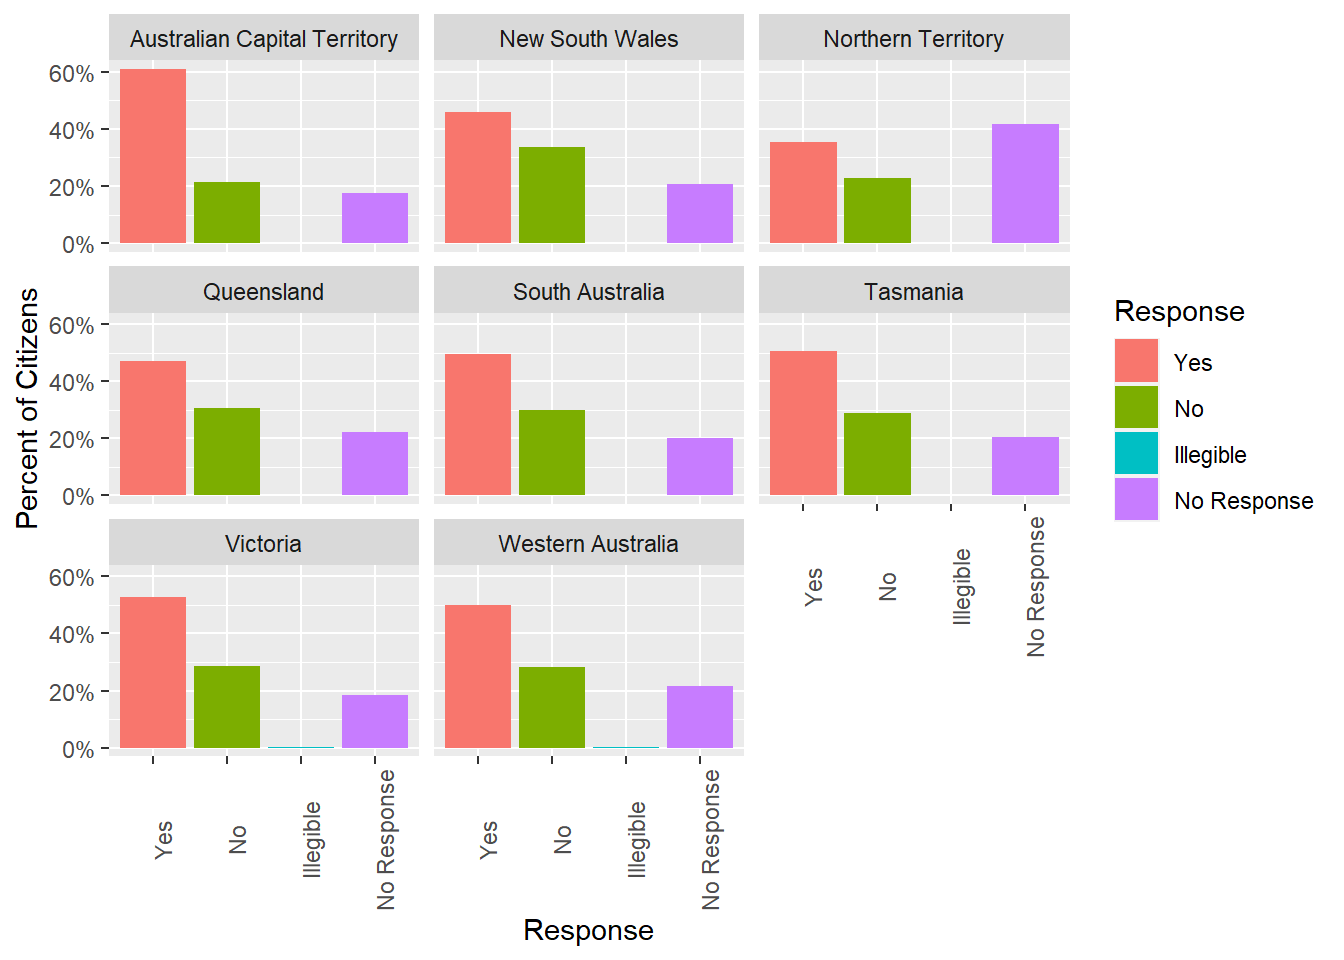 Australian Capital Territory
New South Wales
Northern Territory
60%
40%
20%
0%
Queensland
South Australia
Tasmania
60%
40%
20%
0%
Victoria
Western Australia
60%
40%
20%
0%
Yes
No
Illegible
No Response
Yes
No
Illegible
No Response
Yes
No
Illegible
No Response
Response
Percent of Citizens
Response
Yes
No
Illegible
No Response